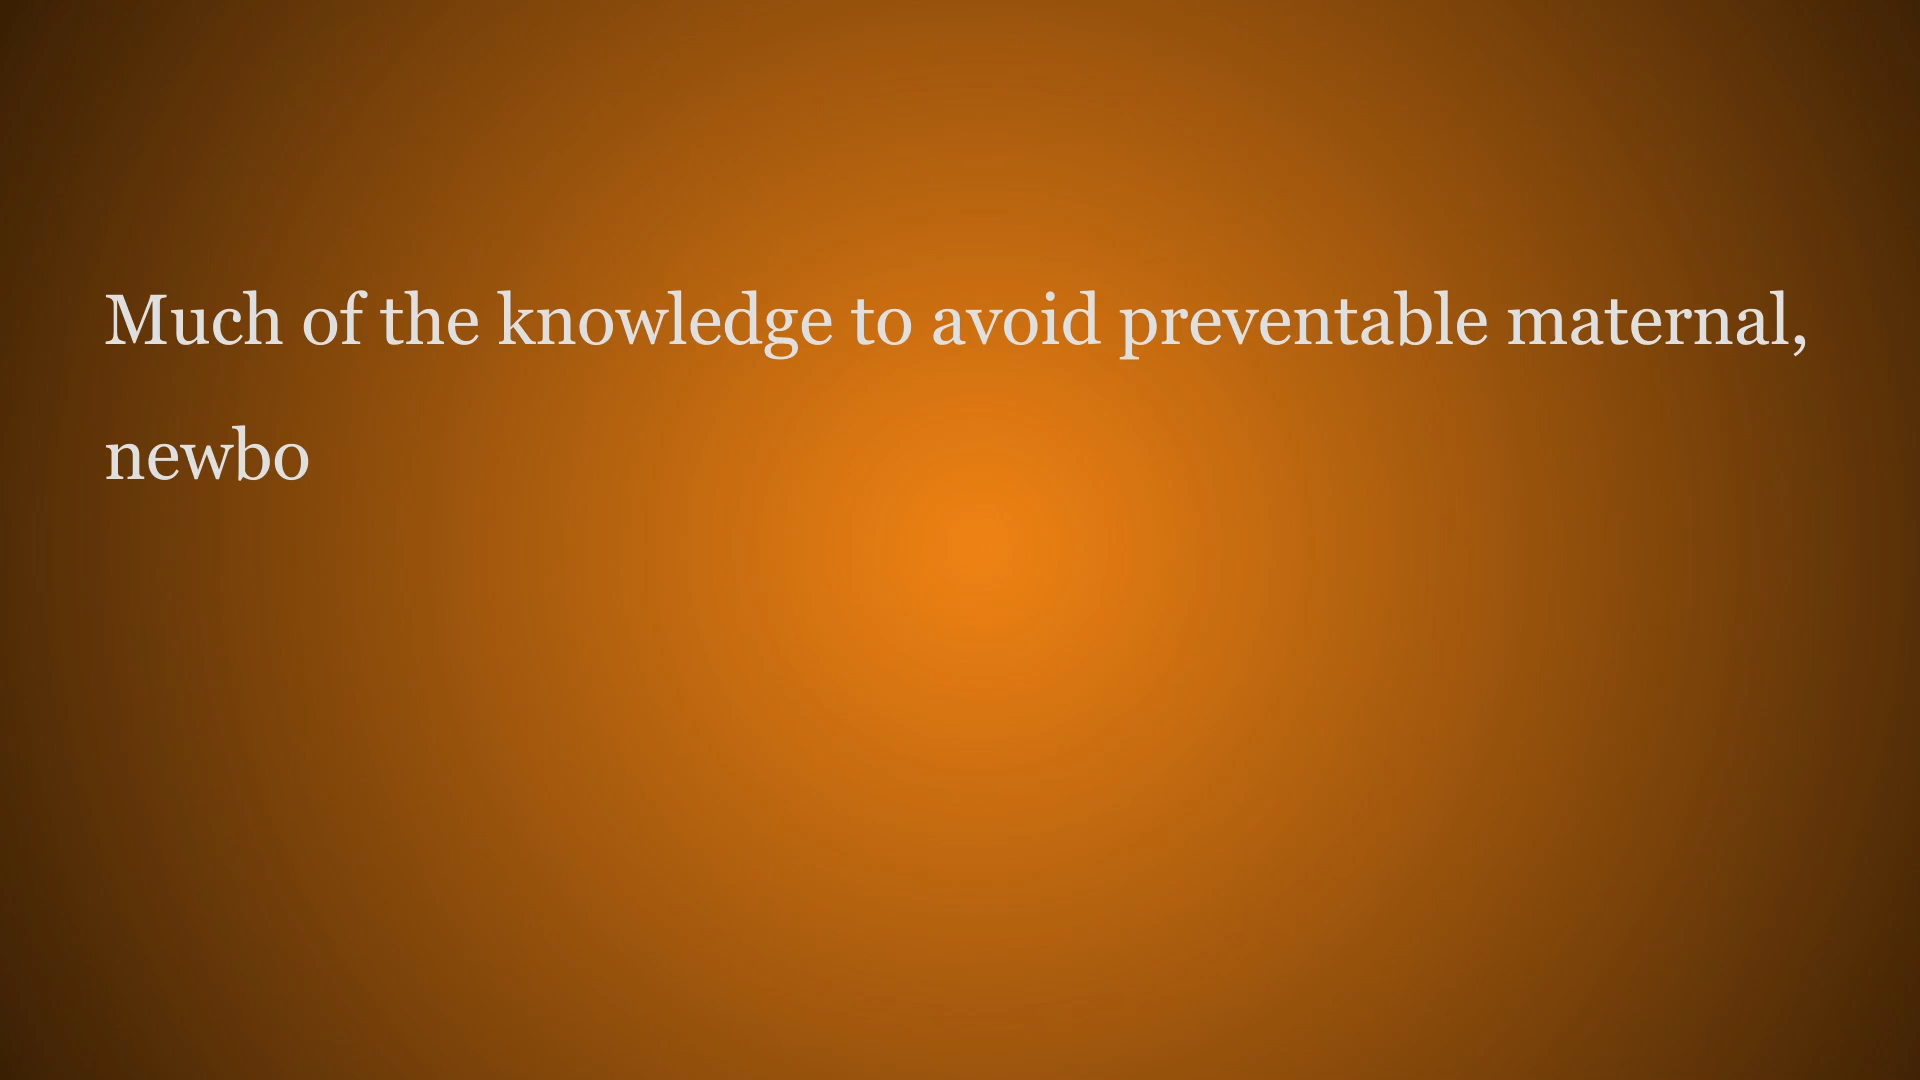 Much of the knowledge to avoid preventable maternal,
newbo